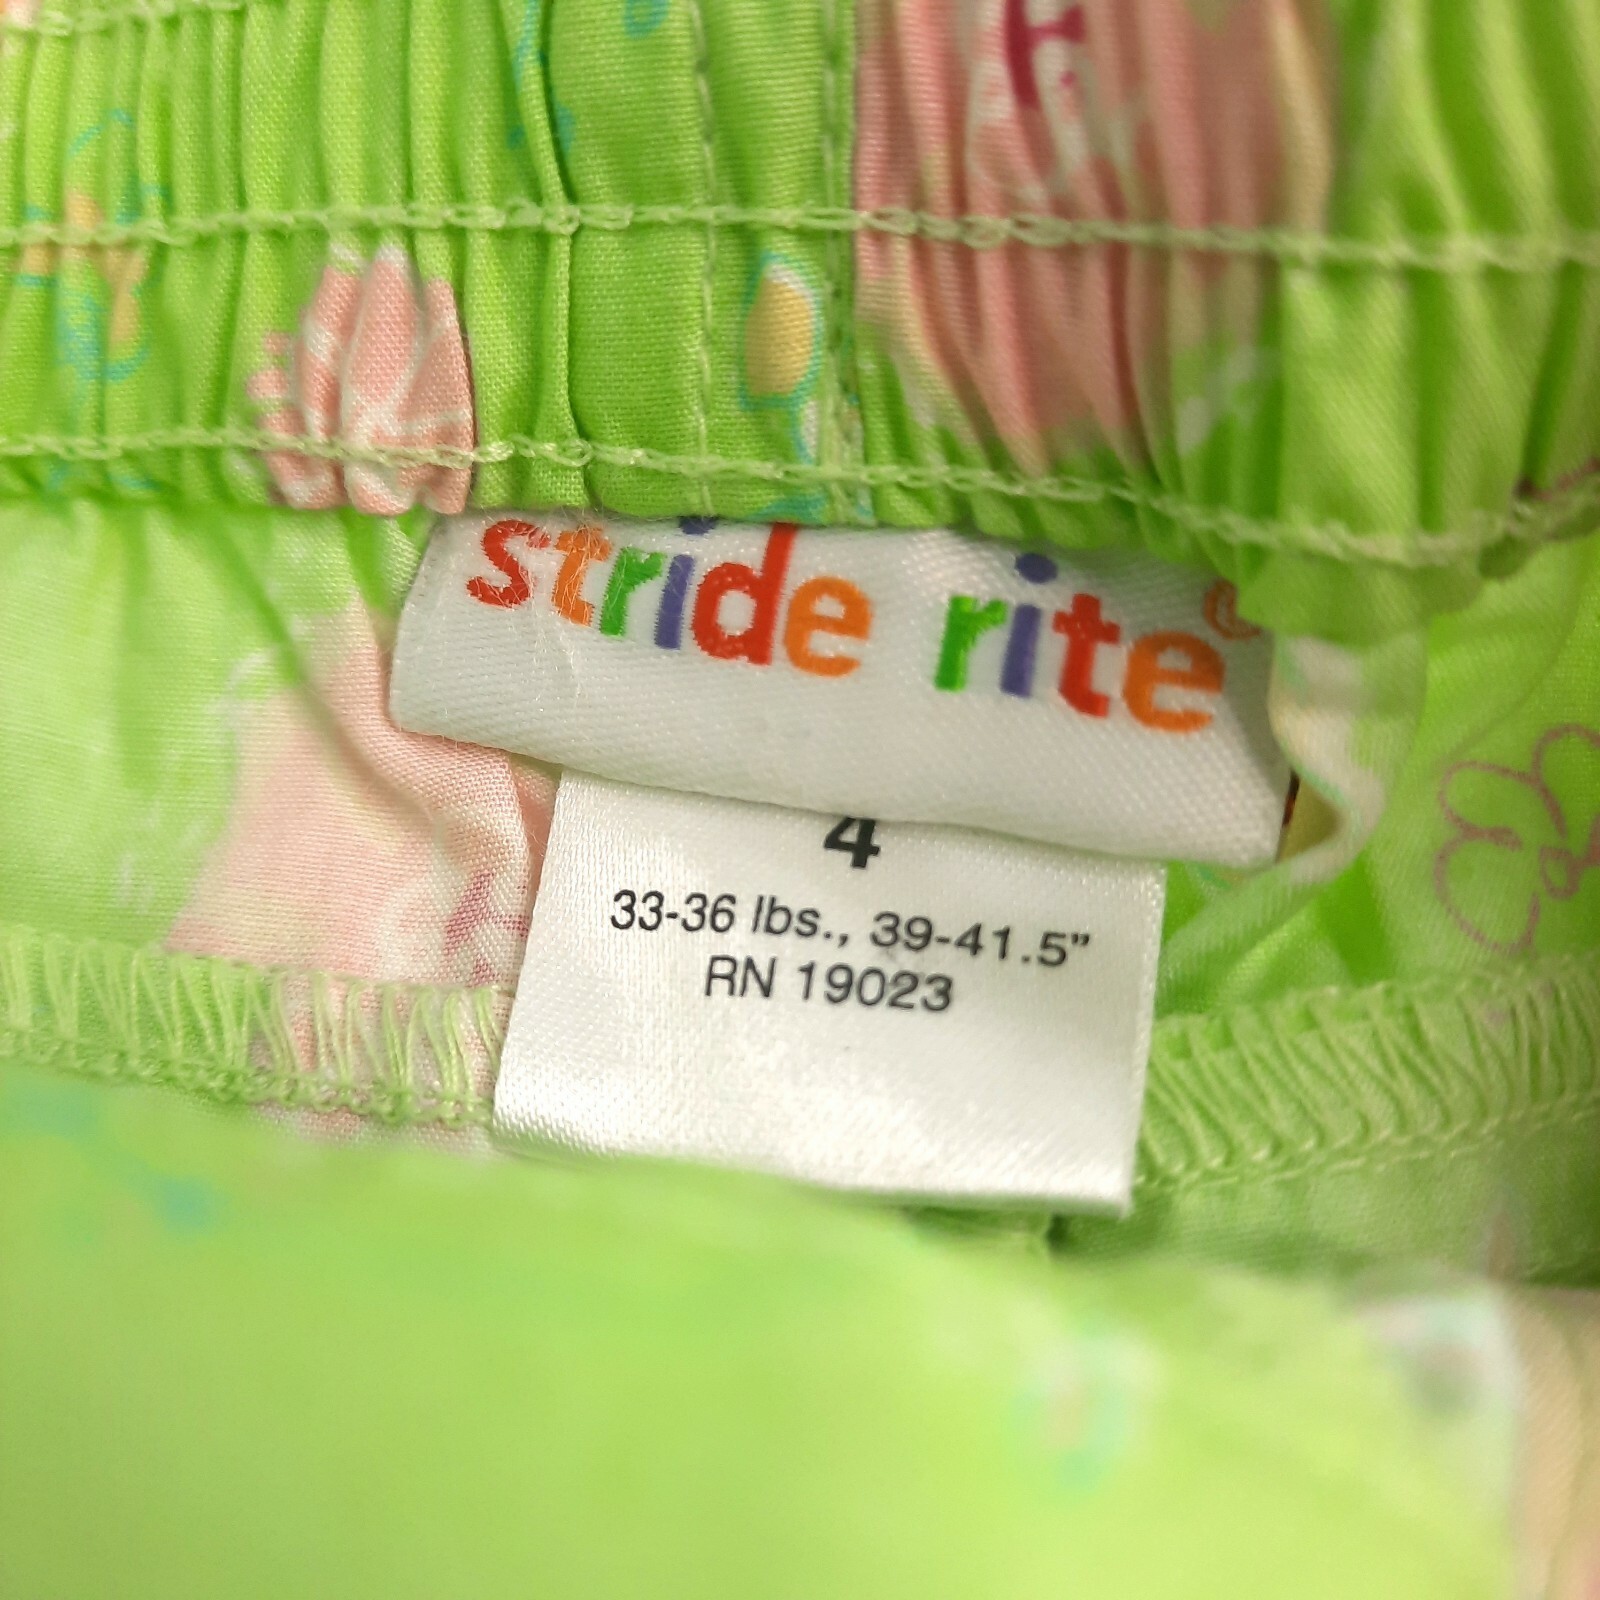 stride rite®
4
33-36 lbs., 39-41.5"
RN 19023